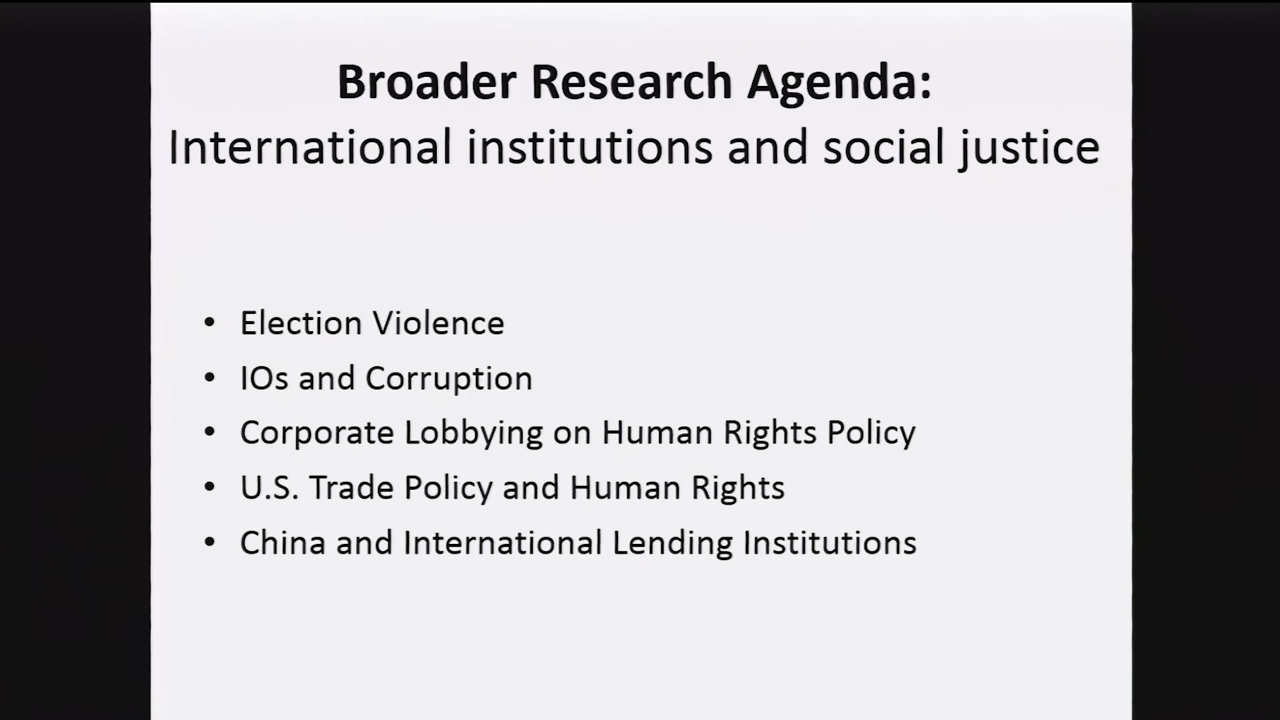 Broader Research Agenda:
International institutions and social justice
• Election Violence
• IOs and Corruption
• Corporate Lobbying on Human Rights Policy
• U.S. Trade Policy and Human Rights
• China and International Lending Institutions